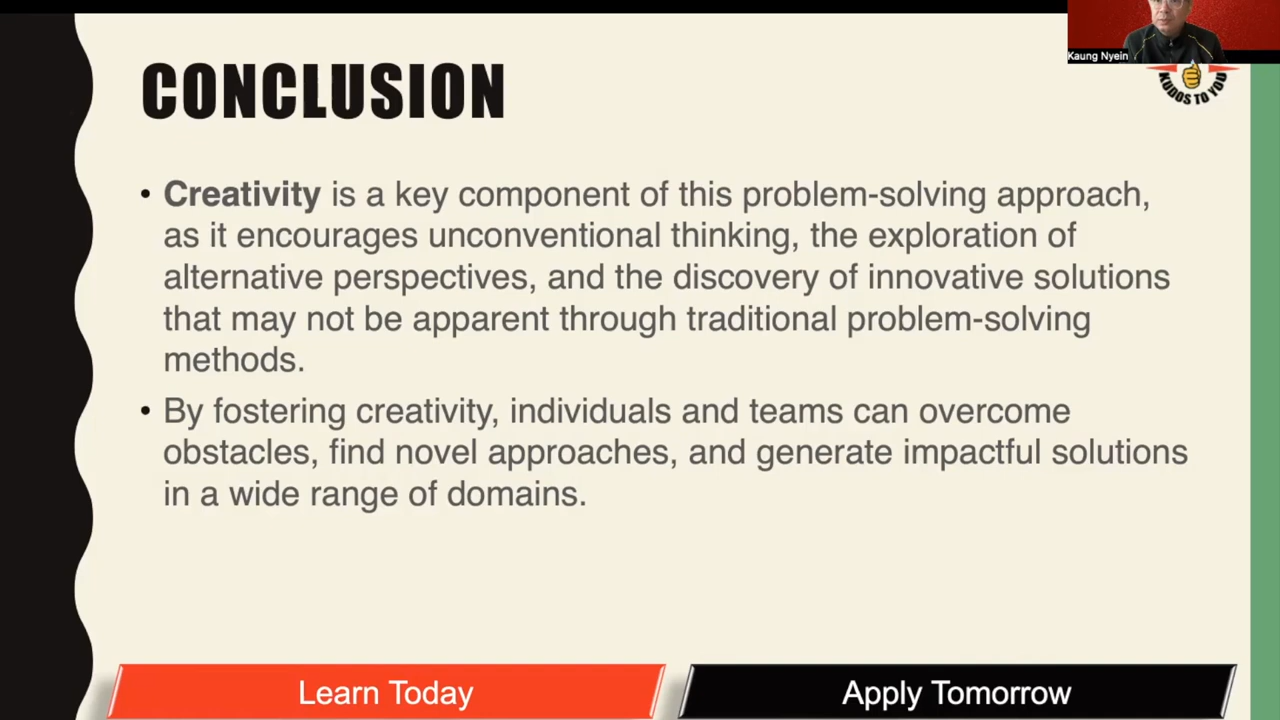 Kaung Nyein
KUDOS TO YOU
CONCLUSION
• Creativity is a key component of this problem-solving approach,
as it encourages unconventional thinking, the exploration of
alternative perspectives, and the discovery of innovative solutions
that may not be apparent through traditional problem-solving
methods.
• By fostering creativity, individuals and teams can overcome
obstacles, find novel approaches, and generate impactful solutions
in a wide range of domains.
Learn Today
Apply Tomorrow